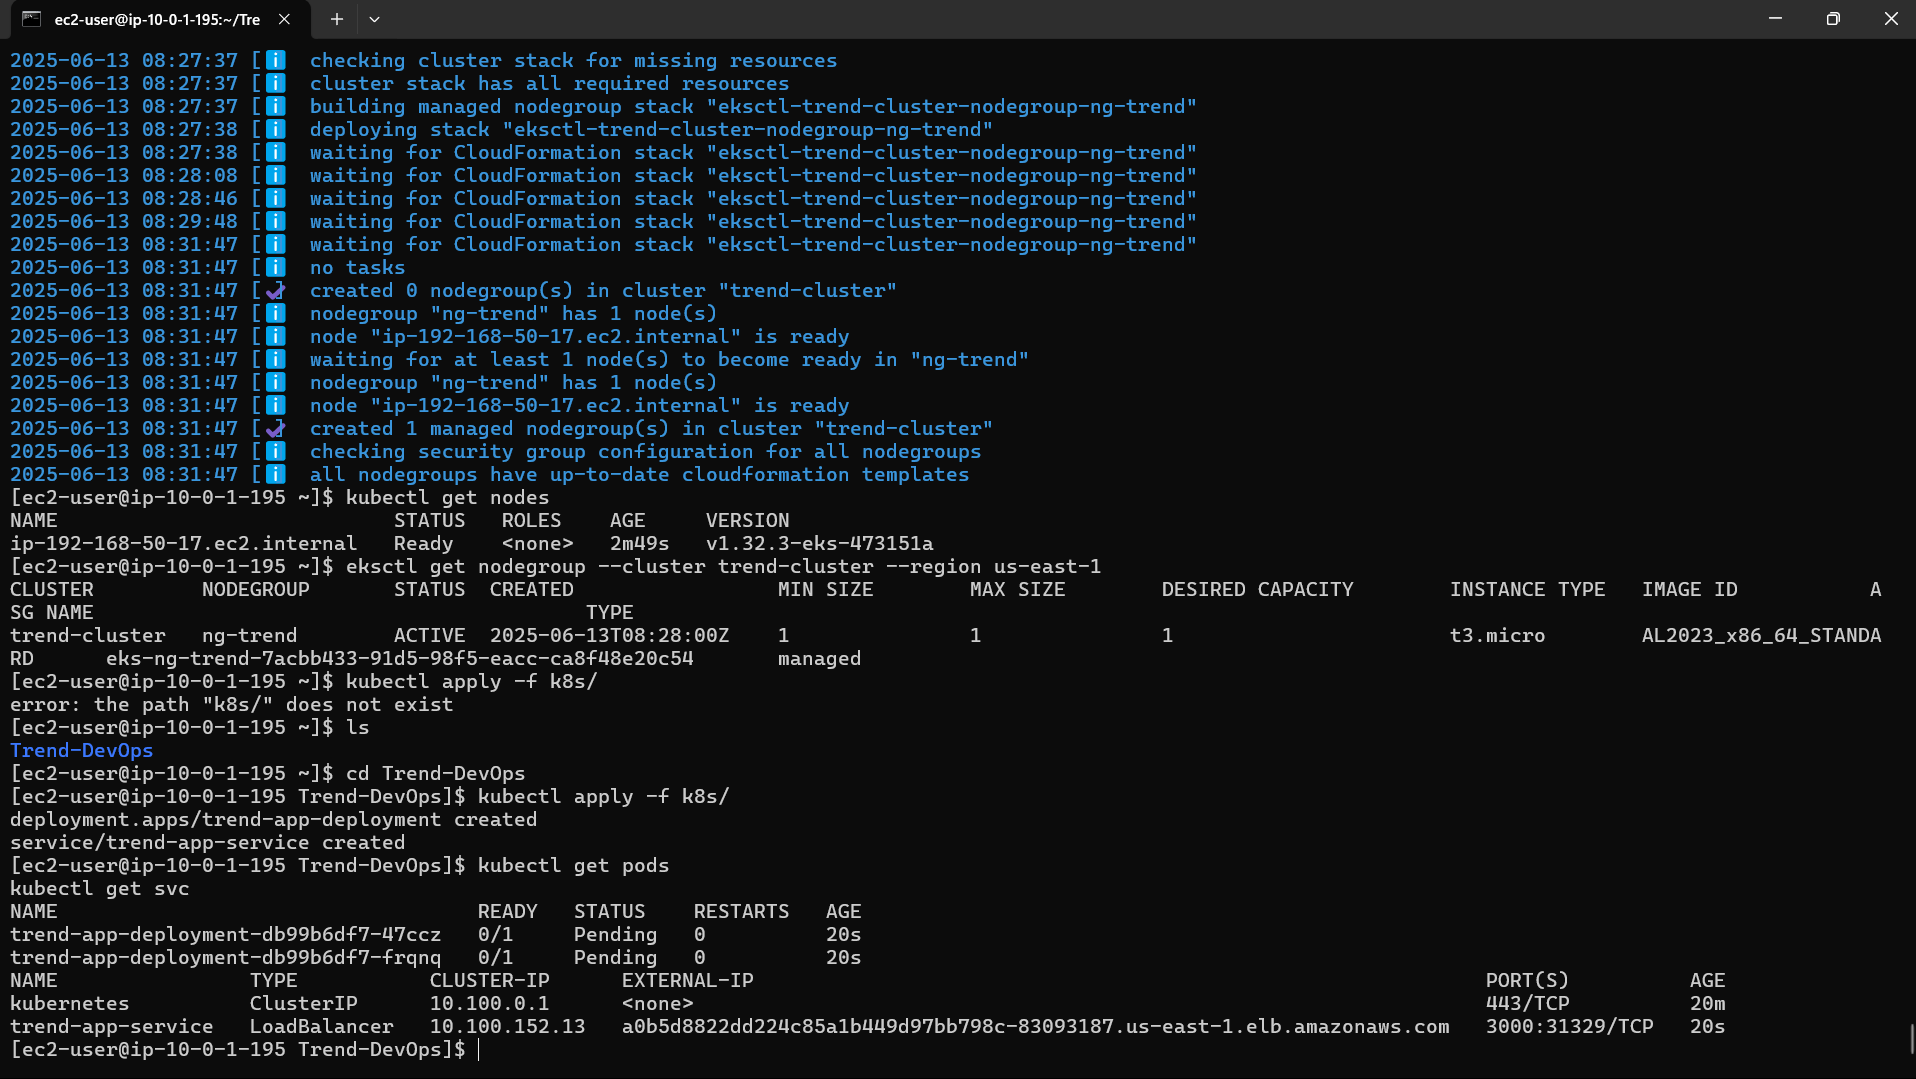 ec2-user@ip-10-0-1-195:~/Tre
2025-06-13 08:27:37 [ℹ]  checking cluster stack for missing resources
2025-06-13 08:27:37 [ℹ]  cluster stack has all required resources
2025-06-13 08:27:37 [ℹ]  building managed nodegroup stack "eksctl-trend-cluster-nodegroup-ng-trend"
2025-06-13 08:27:38 [ℹ]  deploying stack "eksctl-trend-cluster-nodegroup-ng-trend"
2025-06-13 08:27:38 [ℹ]  waiting for CloudFormation stack "eksctl-trend-cluster-nodegroup-ng-trend"
2025-06-13 08:28:08 [ℹ]  waiting for CloudFormation stack "eksctl-trend-cluster-nodegroup-ng-trend"
2025-06-13 08:28:46 [ℹ]  waiting for CloudFormation stack "eksctl-trend-cluster-nodegroup-ng-trend"
2025-06-13 08:29:48 [ℹ]  waiting for CloudFormation stack "eksctl-trend-cluster-nodegroup-ng-trend"
2025-06-13 08:31:47 [ℹ]  waiting for CloudFormation stack "eksctl-trend-cluster-nodegroup-ng-trend"
2025-06-13 08:31:47 [ℹ]  no tasks
2025-06-13 08:31:47 [✔]  created 0 nodegroup(s) in cluster "trend-cluster"
2025-06-13 08:31:47 [ℹ]  nodegroup "ng-trend" has 1 node(s)
2025-06-13 08:31:47 [ℹ]  node "ip-192-168-50-17.ec2.internal" is ready
2025-06-13 08:31:47 [ℹ]  waiting for at least 1 node(s) to become ready in "ng-trend"
2025-06-13 08:31:47 [ℹ]  nodegroup "ng-trend" has 1 node(s)
2025-06-13 08:31:47 [ℹ]  node "ip-192-168-50-17.ec2.internal" is ready
2025-06-13 08:31:47 [✔]  created 1 managed nodegroup(s) in cluster "trend-cluster"
2025-06-13 08:31:47 [ℹ]  checking security group configuration for all nodegroups
2025-06-13 08:31:47 [ℹ]  all nodegroups have up-to-date cloudformation templates
[ec2-user@ip-10-0-1-195 ~]$ kubectl get nodes
NAME                            STATUS   ROLES    AGE     VERSION
ip-192-168-50-17.ec2.internal   Ready    <none>   2m49s   v1.32.3-eks-473151a
[ec2-user@ip-10-0-1-195 ~]$ eksctl get nodegroup --cluster trend-cluster --region us-east-1
CLUSTER         NODEGROUP       STATUS  CREATED                 MIN SIZE        MAX SIZE        DESIRED CAPACITY        INSTANCE TYPE   IMAGE ID           A
SG NAME                                         TYPE
trend-cluster   ng-trend        ACTIVE  2025-06-13T08:28:00Z    1               1               1                       t3.micro        AL2023_x86_64_STANDA
RD      eks-ng-trend-7acbb433-91d5-98f5-eacc-ca8f48e20c54       managed
[ec2-user@ip-10-0-1-195 ~]$ kubectl apply -f k8s/
error: the path "k8s/" does not exist
[ec2-user@ip-10-0-1-195 ~]$ ls
Trend-DevOps
[ec2-user@ip-10-0-1-195 ~]$ cd Trend-DevOps
[ec2-user@ip-10-0-1-195 Trend-DevOps]$ kubectl apply -f k8s/
deployment.apps/trend-app-deployment created
service/trend-app-service created
[ec2-user@ip-10-0-1-195 Trend-DevOps]$ kubectl get pods
kubectl get svc
NAME                                   READY   STATUS    RESTARTS   AGE
trend-app-deployment-db99b6df7-47ccz   0/1     Pending   0          20s
trend-app-deployment-db99b6df7-frqnq   0/1     Pending   0          20s
NAME                TYPE           CLUSTER-IP      EXTERNAL-IP                                                             PORT(S)          AGE
kubernetes          ClusterIP      10.100.0.1      <none>                                                                  443/TCP          20m
trend-app-service   LoadBalancer   10.100.152.13   a0b5d8822dd224c85a1b449d97bb798c-83093187.us-east-1.elb.amazonaws.com   3000:31329/TCP   20s
[ec2-user@ip-10-0-1-195 Trend-DevOps]$